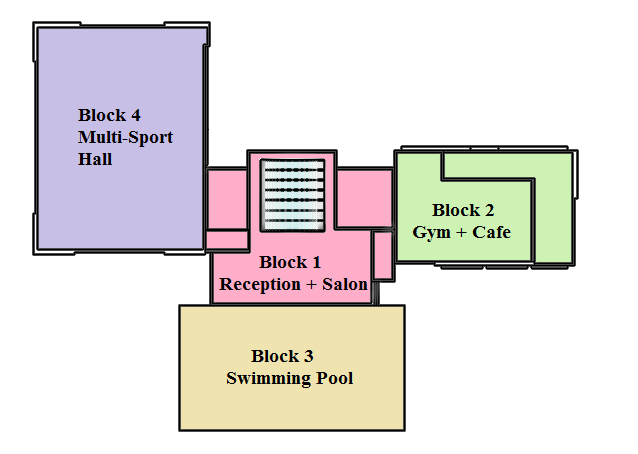 Block 4
Multi-Sport
Hall
Block 2
Gym + Cafe
Block 1
Reception + Salon
Block 3
Swimming Pool